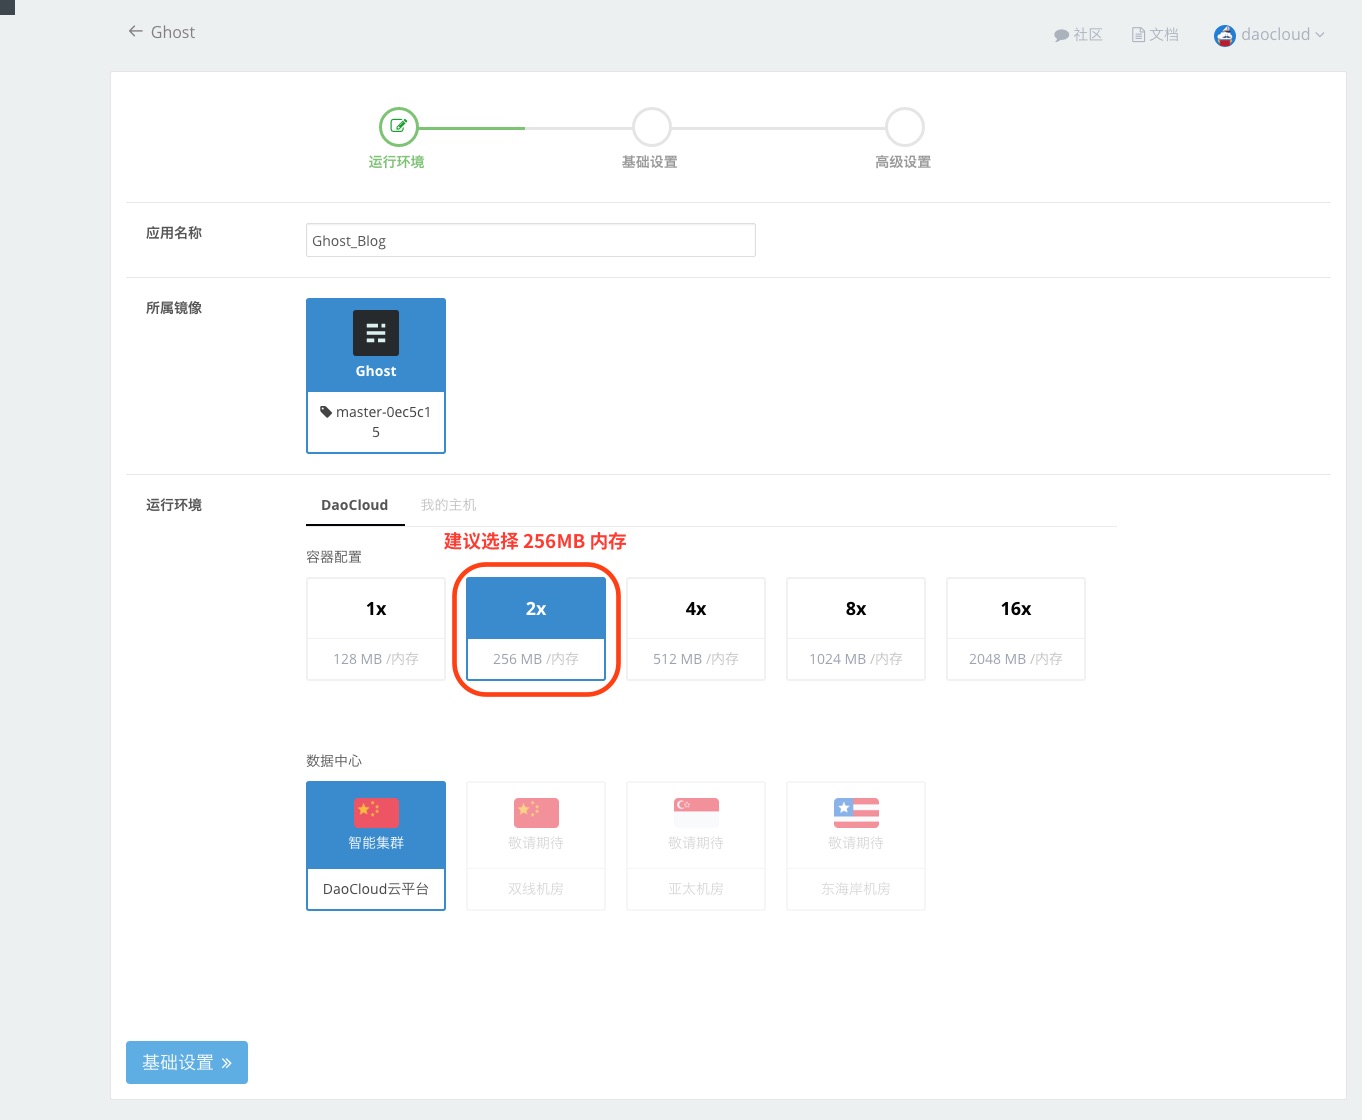 Ghost
社区
文档
daocloud
运行环境
基础设置
高级设置
应用名称
Ghost_Blog
所属镜像
Ghost
master-0ec5c1
5
运行环境
DaoCloud
我的主机
建议选择 256MB 内存
容器配置
1x
2x
4x
8x
16x
128 MB /内存
256 MB /内存
512 MB /内存
1024 MB /内存
2048 MB /内存
数据中心
智能集群
敬请期待
敬请期待
敬请期待
DaoCloud云平台
双线机房
亚太机房
东海岸机房
基础设置 »